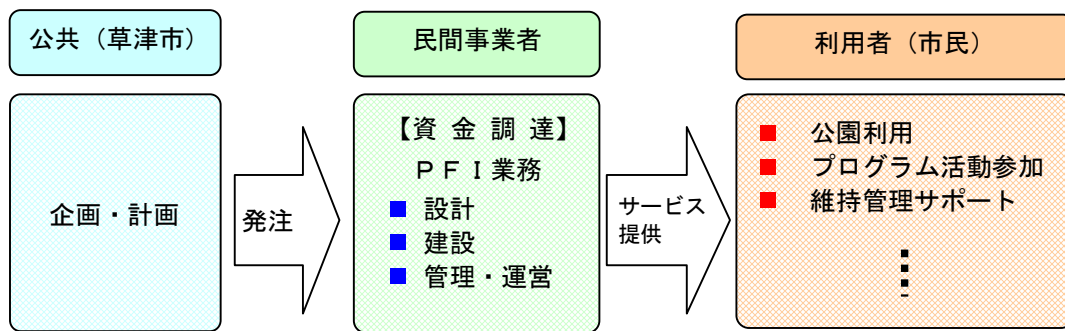 公共（草津市）
民間事業者
利用者（市民）
企画・計画
発注
【資 金 調 達】
ＰＦＩ業務
■ 設計
■ 建設
■ 管理・運営
サービス
提供
■ 公園利用
■ プログラム活動参加
■ 維持管理サポート